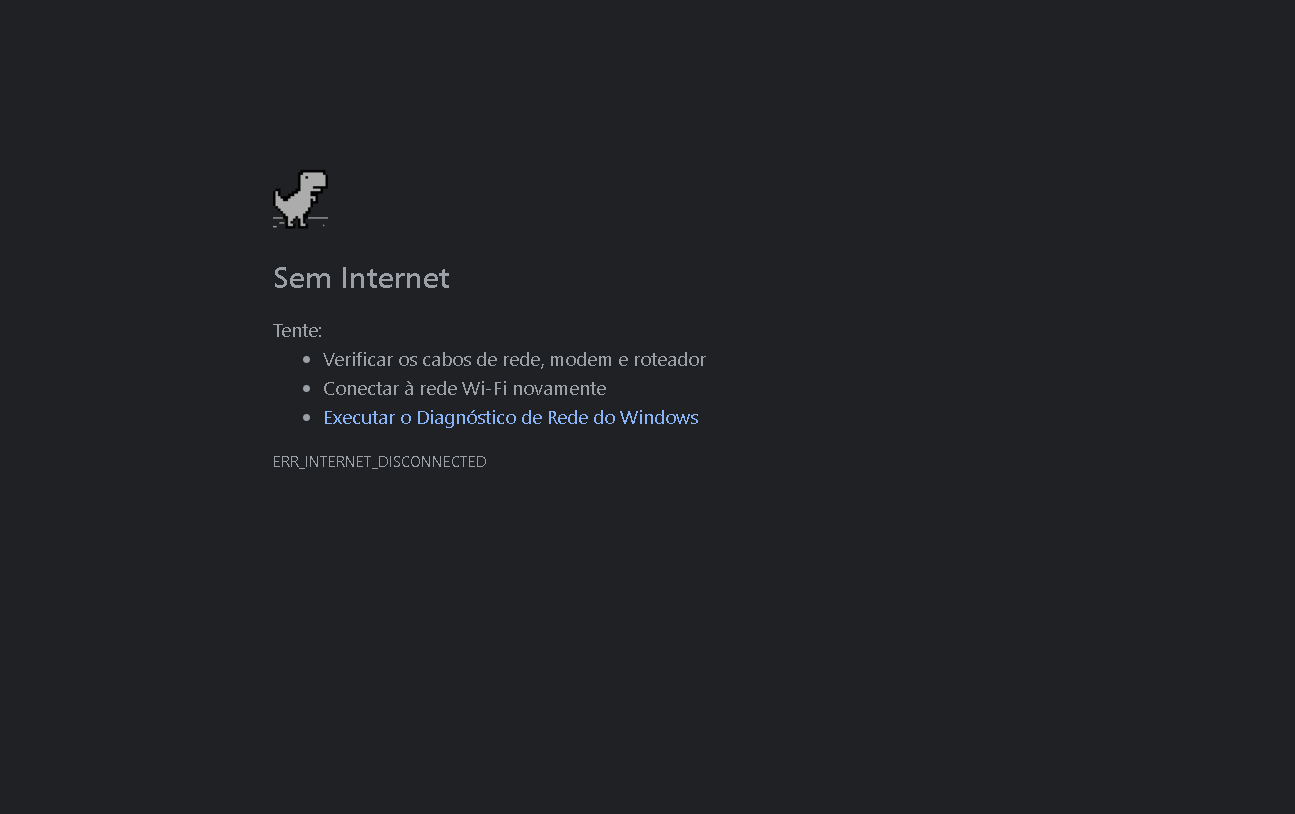 Sem Internet
Tente:
Verificar os cabos de rede, modem e roteador
Conectar à rede Wi-Fi novamente
Executar o Diagnóstico de Rede do Windows
ERR_INTERNET_DISCONNECTED